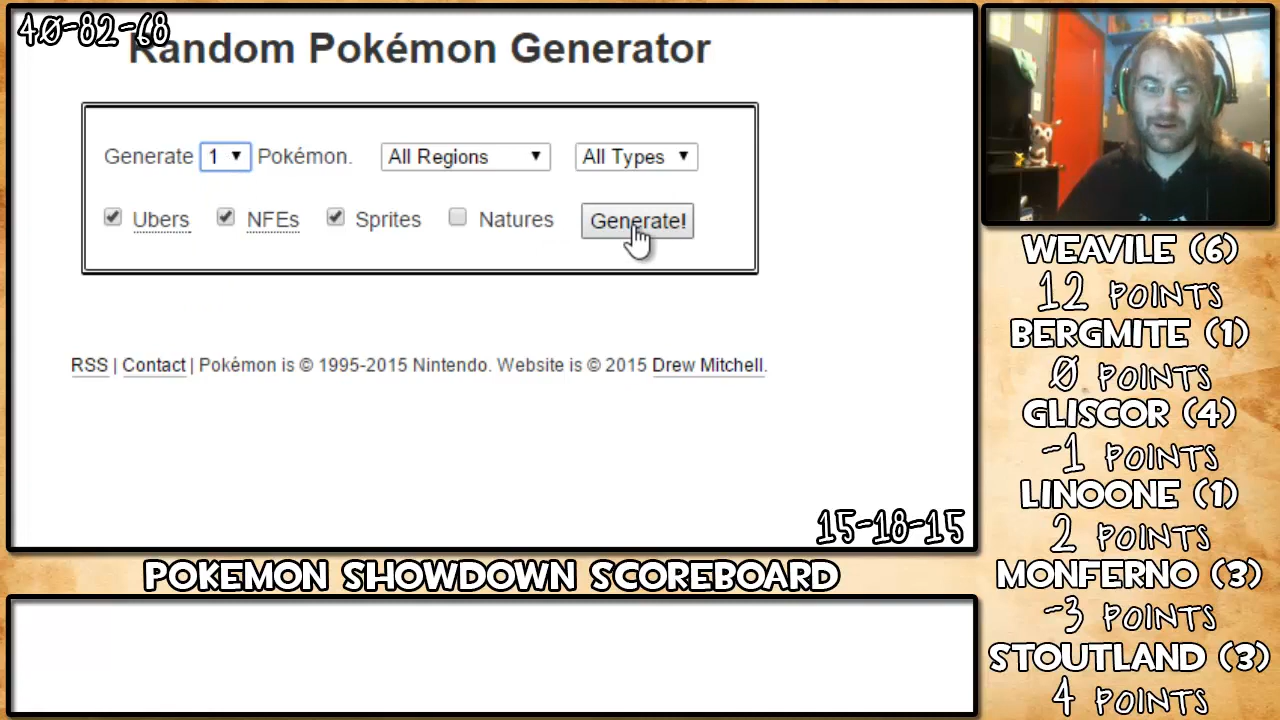 40-82-68
Random Pokémon Generator
Generate 1 Pokémon. All Regions All Types
Ubers NFEs Sprites Natures Generate!
RSS | Contact | Pokémon is © 1995-2015 Nintendo. Website is © 2015 Drew Mitchell.
15-18-15
POKEMON SHOWDOWN SCOREBOARD
WEAVILE (6)
12 POINTS
BERGMITE (1)
0 POINTS
GLISCOR (4)
-1 POINTS
LINOONE (1)
2 POINTS
MONFERNO (3)
-3 POINTS
STOUTLAND (3)
4 POINTS